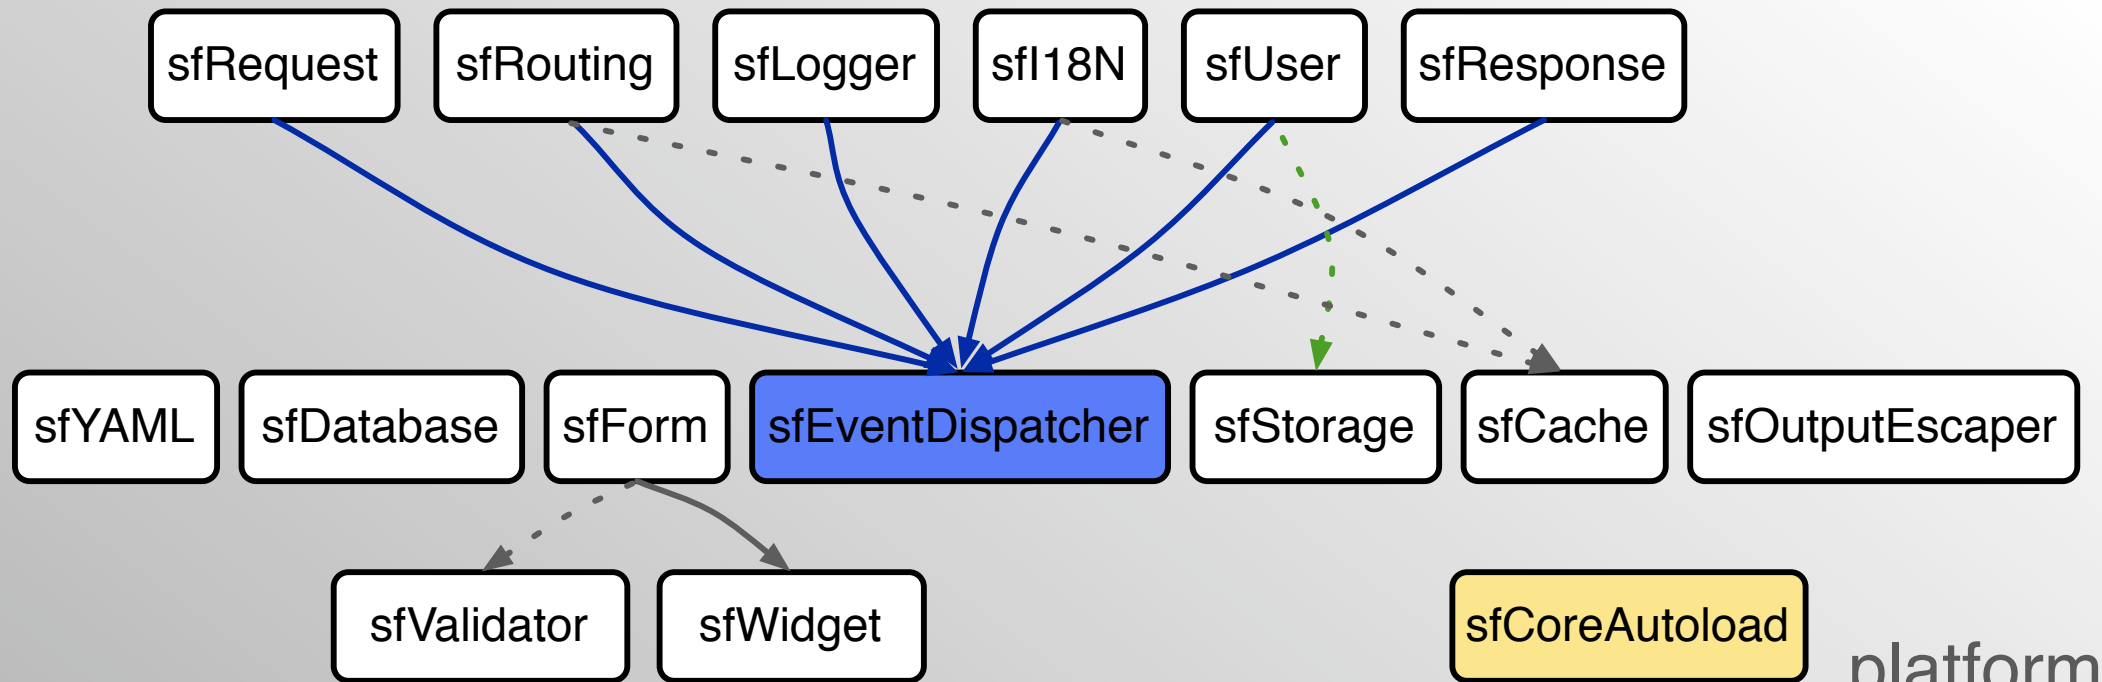 sfRequest sfRouting sfLogger sfI18N sfUser sfResponse
sfYAML sfDatabase sfForm sfEventDispatcher sfStorage sfCache sfOutputEscaper
sfValidator sfWidget sfCoreAutoload
platform